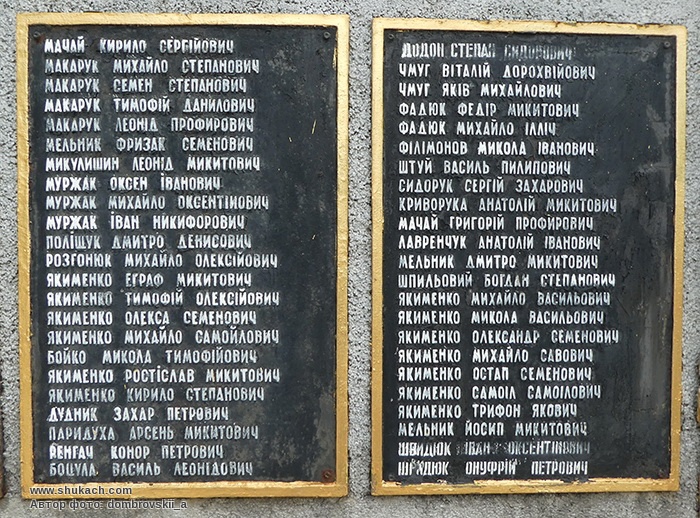 МАЧАЙ КИРИЛО СЕРГІЙОВИЧ
МАКАРУК МИХАЙЛО СТЕПАНОВИЧ
МАКАРУК СЕМЕН СТЕПАНОВИЧ
МАКАРУК ТИМОФІЙ ДАНИЛОВИЧ
МАКАРУК ЛЕОНІД ПРОФИРОВИЧ
МЕЛЬНИК ФРИЗАК СЕМЕНОВИЧ
МИКУЛИШИН ЛЕОНІД МИКИТОВИЧ
МУРЖАК ОКСЕН ІВАНОВИЧ
МУРЖАК МИХАЙЛО ОКСЕНТІЙОВИЧ
МУРЖАК ІВАН НИКИФОРОВИЧ
ПОЛІЩУК ДМИТРО ДЕНИСОВИЧ
РОЗГОНЮК МИХАЙЛО ОЛЕКСІЙОВИЧ
ЯКИМЕНКО ЕГРАФ МИКИТОВИЧ
ЯКИМЕНКО ТИМОФІЙ ОЛЕКСІЙОВИЧ
ЯКИМЕНКО ОЛЕКСА СЕМЕНОВИЧ
ЯКИМЕНКО МИХАЙЛО САМОЙЛОВИЧ
БОЙКО МИКОЛА ТИМОФІЙОВИЧ
ЯКИМЕНКО РОСТІСЛАВ МИКИТОВИЧ
ЯКИМЕНКО КИРИЛО СТЕПАНОВИЧ
ДУДНИК ЗАХАР ПЕТРОВИЧ
ПАРИДУХА АРСЕНЬ МИКИТОВИЧ
КОНОР ПЕТРОВИЧ
БОЦУЛА ВАСИЛЬ ЛЕОНІДОВИЧ
ДОДОН СТЕПАН СИДОРОВИЧ
ЧМУГ ВІТАЛІЙ ДОРОХВІЙОВИЧ
ЧМУГ ЯКІВ МИХАЙЛОВИЧ
ФАДЮК ФЕДІР МИКИТОВИЧ
ФАДЮК МИХАЙЛО ІЛЛІЧ
ФІЛІМОНОВ МИКОЛА ІВАНОВИЧ
ШТУЙ ВАСИЛЬ ПИЛИПОВИЧ
СИДОРУК СЕРГІЙ ЗАХАРОВИЧ
КРИВОРУКА АНАТОЛІЙ МИКИТОВИЧ
МАЧАЙ ГРИГОРІЙ ПРОФИРОВИЧ
ЛАВРЕНЧУК АНАТОЛІЙ ІВАНОВИЧ
МЕЛЬНИК ДМИТРО МИКИТОВИЧ
ШПИЛЬОВИЙ БОГДАН СТЕПАНОВИЧ
ЯКИМЕНКО МИХАЙЛО ВАСИЛЬОВИЧ
ЯКИМЕНКО МИКОЛА ВАСИЛЬОВИЧ
ЯКИМЕНКО ОЛЕКСАНДР СЕМЕНОВИЧ
ЯКИМЕНКО МИХАЙЛО САВОВИЧ
ЯКИМЕНКО ОСТАП СЕМЕНОВИЧ
ЯКИМЕНКО САМОІЛ САМОІЛОВИЧ
ЯКИМЕНКО ТРИФОН ЯКОВИЧ
МЕЛЬНИК ЙОСИП МИКИТОВИЧ
ШВИДЮК ІВАН ОКСЕНТІЙОВИЧ
ОНУФРІЙ ПЕТРОВИЧ
www.shukach.com
Автор фото: dombrovskii_a